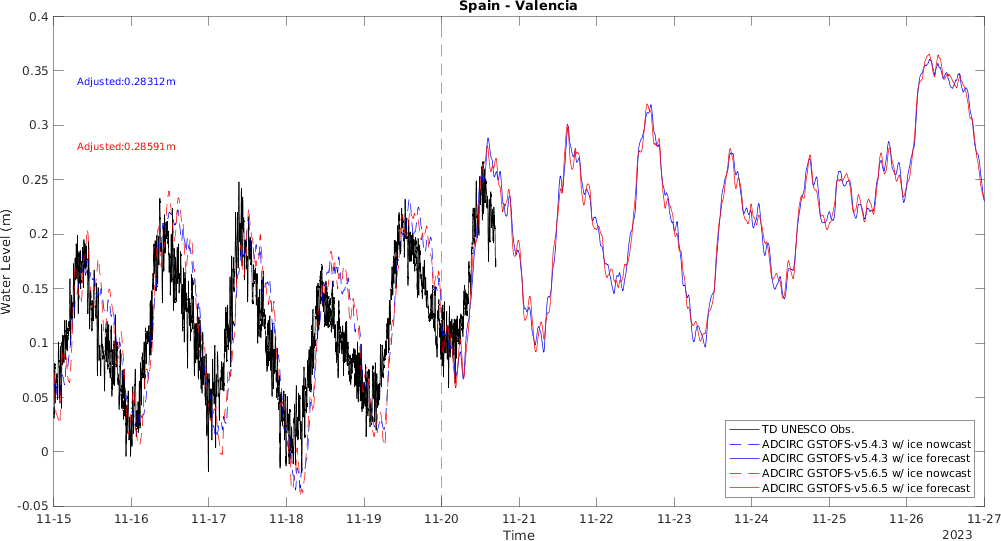 Spain - Valencia
0.4
0.35
0.3
0.25
0.2
0.15
0.1
0.05
0
-0.05
Water Level (m)
Adjusted:0.28312m
Adjusted:0.28591m
TD UNESCO Obs.
ADCIRC GSTOFS-v5.4.3 w/ ice nowcast
ADCIRC GSTOFS-v5.4.3 w/ ice forecast
ADCIRC GSTOFS-v5.6.5 w/ ice nowcast
ADCIRC GSTOFS-v5.6.5 w/ ice forecast
11-15 11-16 11-17 11-18 11-19 11-20 11-21 11-22 11-23 11-24 11-25 11-26 11-27
Time
2023